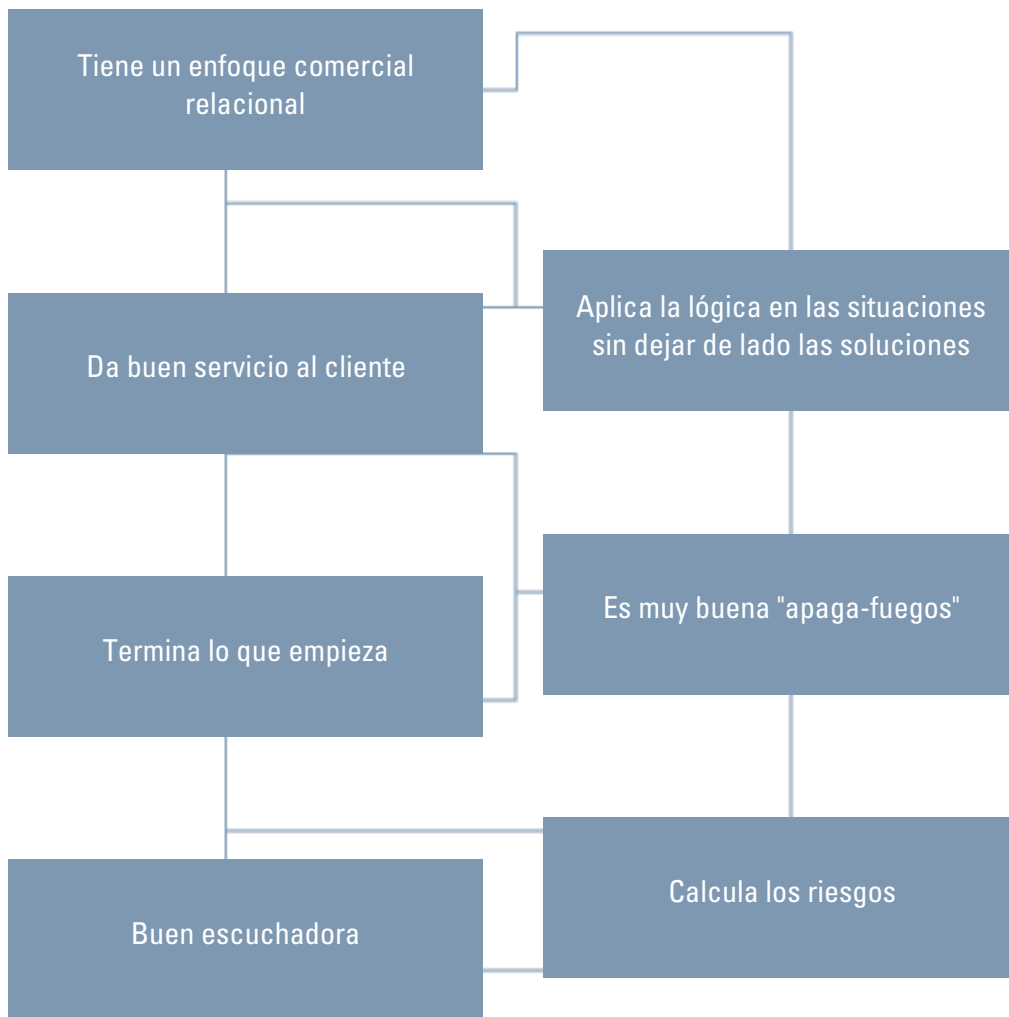 Tiene un enfoque comercial
relacional
Aplica la lógica en las situaciones
sin dejar de lado las soluciones
Da buen servicio al cliente
Es muy buena "apaga-fuegos"
Termina lo que empieza
Calcula los riesgos
Buen escuchadora